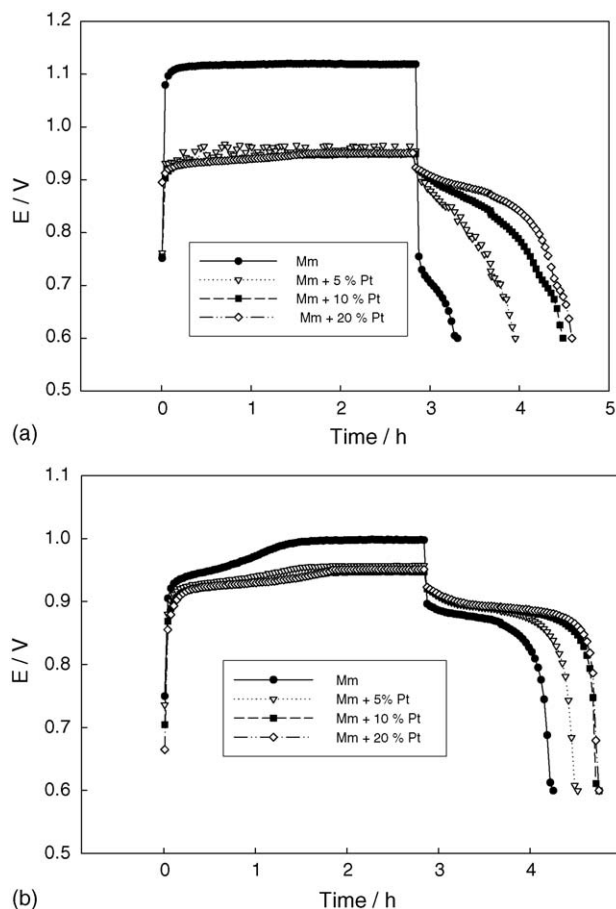 1.2
1.1
1.0
0.9
0.8
0.7
0.6
0.5
E / V
Mm
Mm + 5 % Pt
Mm + 10 % Pt
Mm + 20 % Pt
0 1 2 3 4 5
(a) Time / h
1.1
1.0
0.9
0.8
0.7
0.6
0.5
E / V
Mm
Mm + 5% Pt
Mm + 10 % Pt
Mm + 20 % Pt
0 1 2 3 4
(b) Time / h